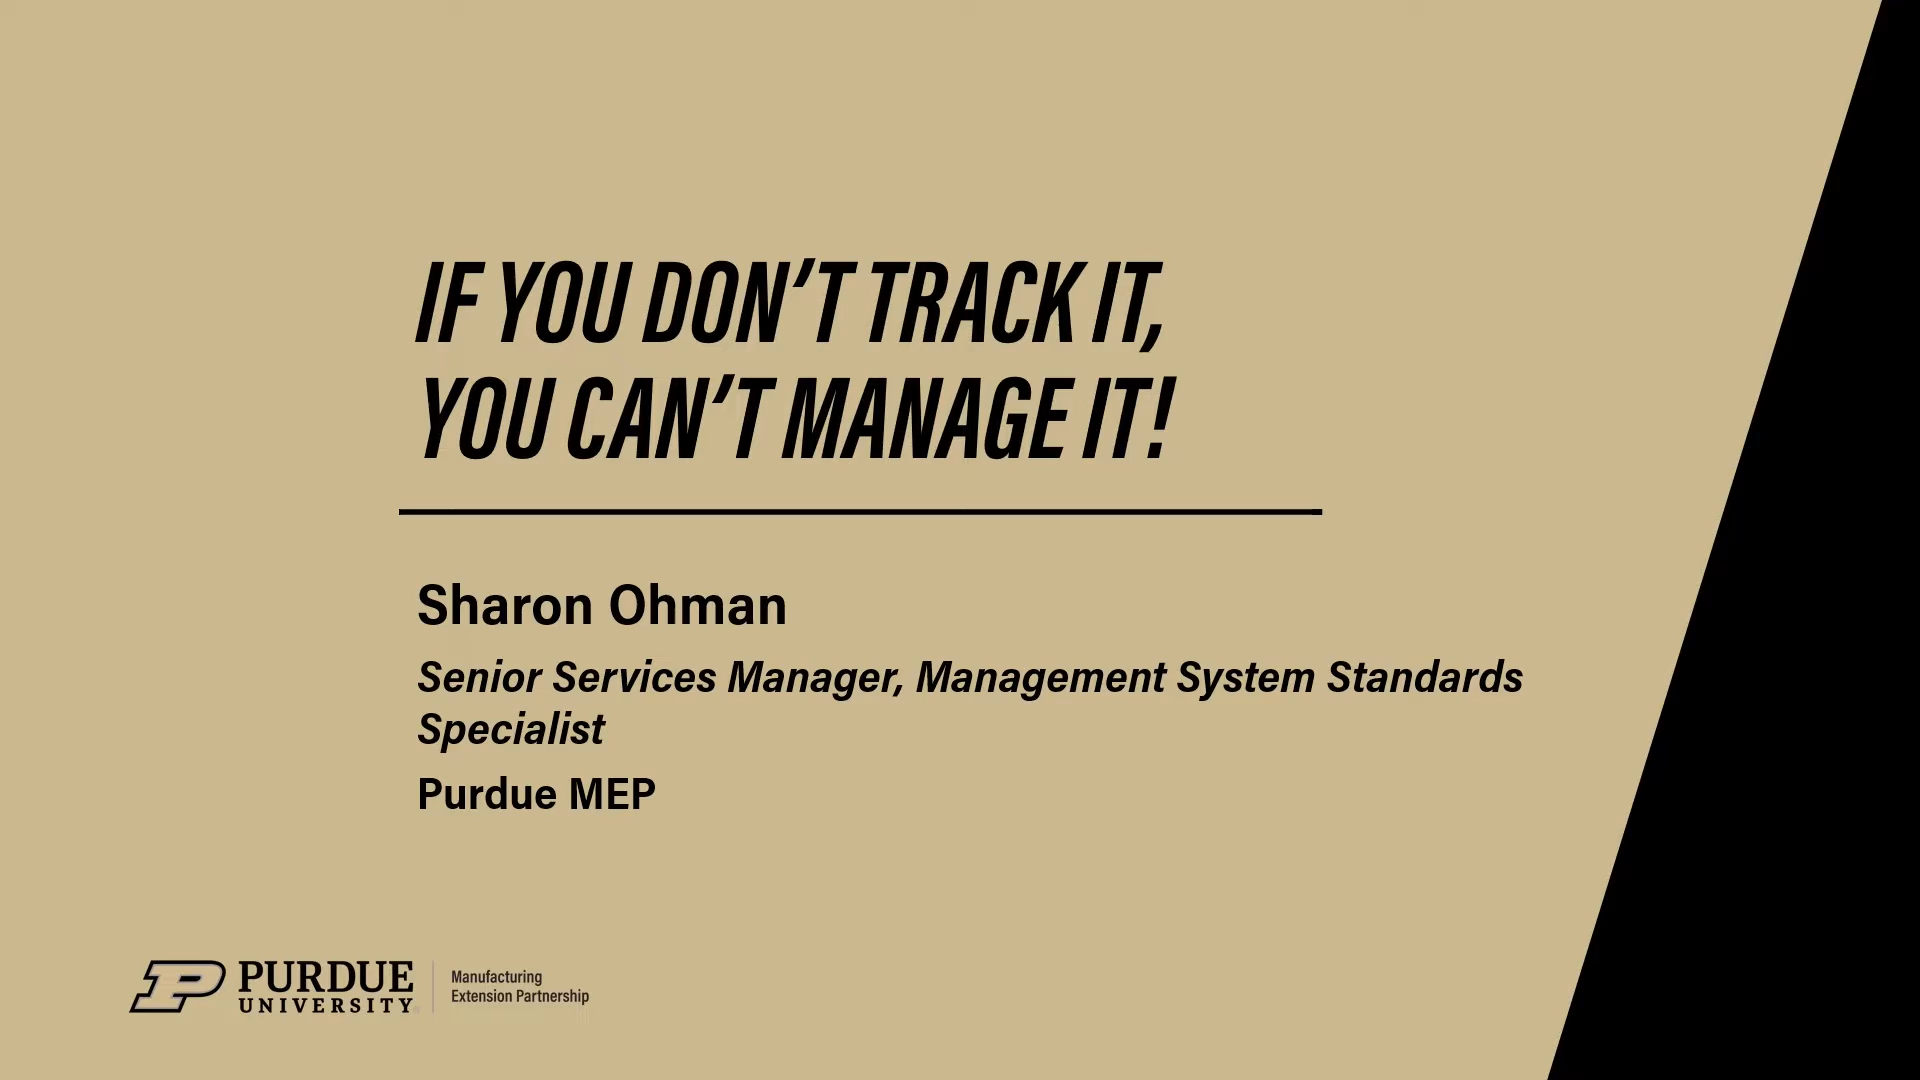 IF YOU DON’T TRACK IT,
YOU CAN’T MANAGE IT!
Sharon Ohman
Senior Services Manager, Management System Standards
Specialist
Purdue MEP
PURDUE
UNIVERSITY
Manufacturing
Extension Partnership